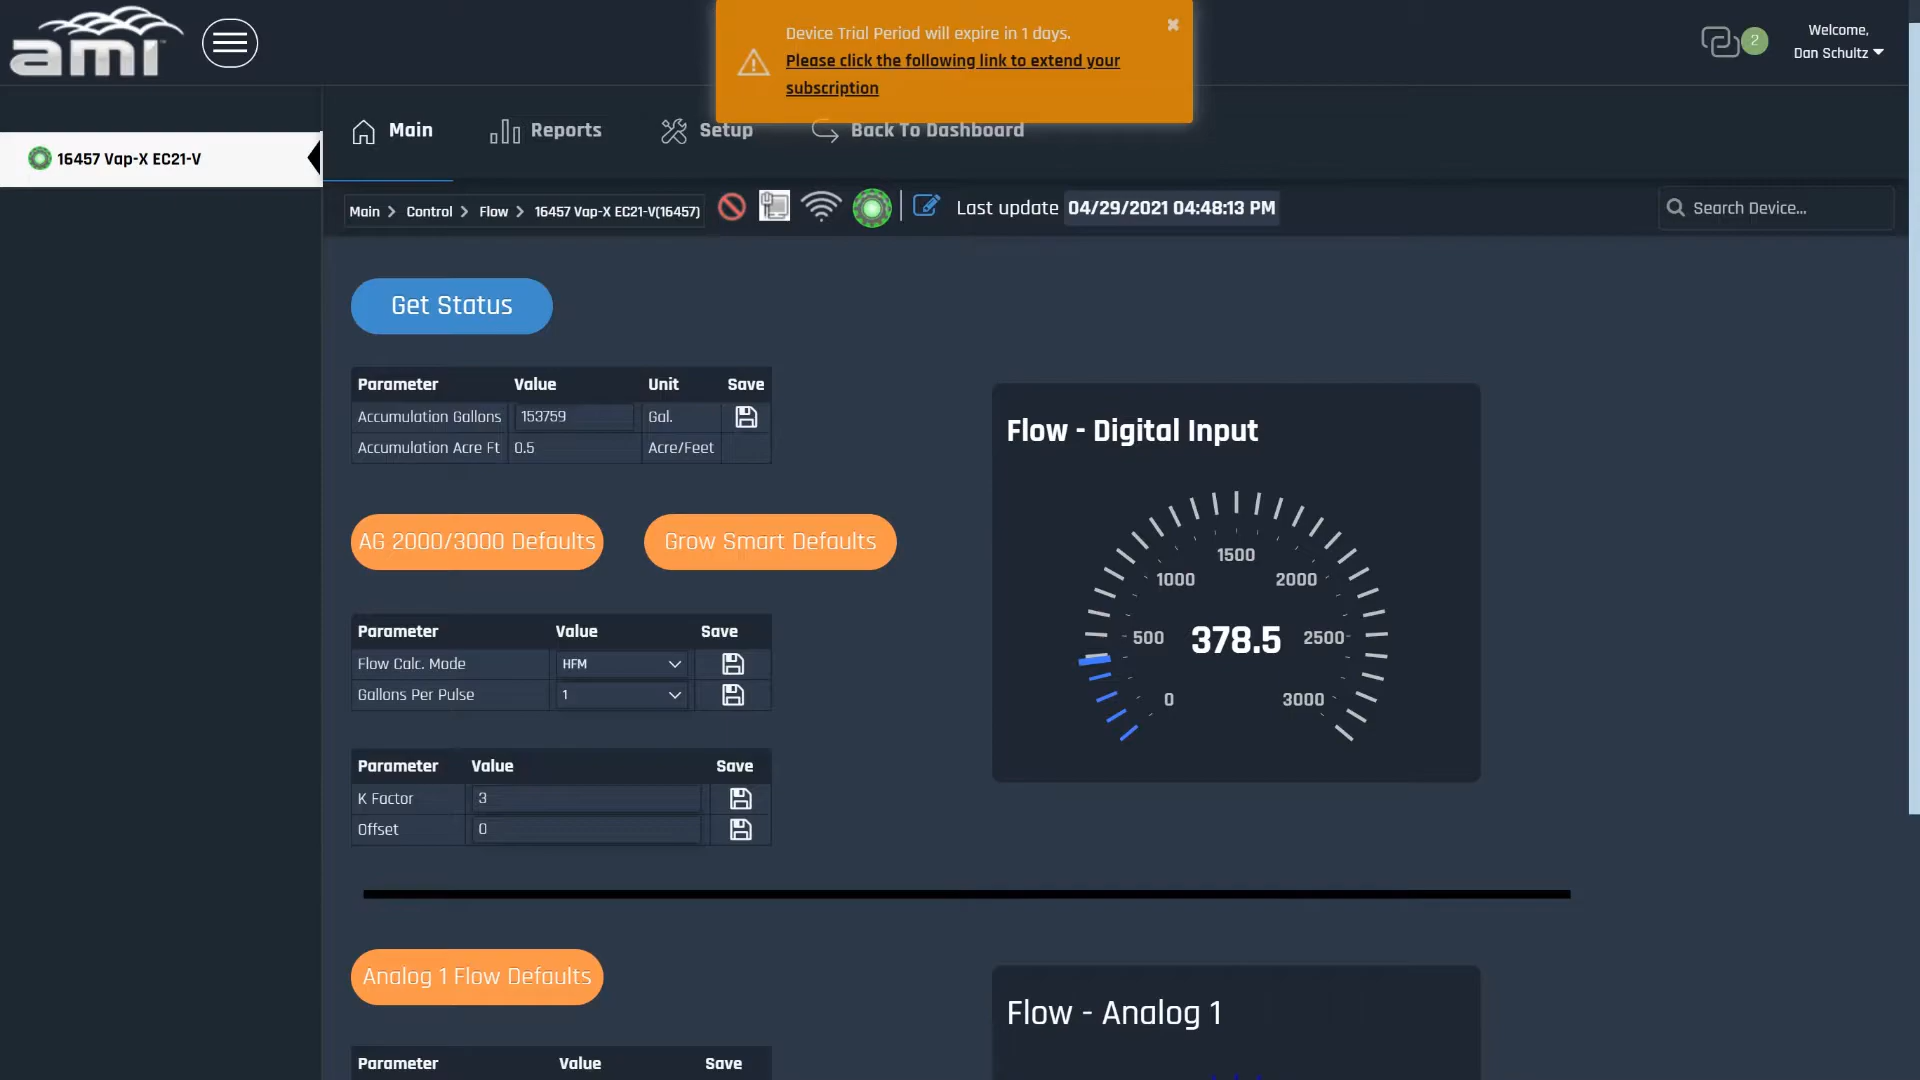 ami
Device Trial Period will expire in 1 days.
Please click the following link to extend your
subscription
2
Welcome,
Dan Schultz
16457 Vap-X EC21-V
Main
Reports
Setup
Back To Dashboard
Main > Control > Flow > 16457 Vap-X EC21-V(16457)
Last update 04/29/2021 04:48:13 PM
Search Device...
Get Status
Parameter Value Unit Save
Accumulation Gallons 153759 Gal.
Accumulation Acre Ft 0.5 Acre/Feet
AG 2000/3000 Defaults
Grow Smart Defaults
Parameter Value Save
Flow Calc. Mode HFM
Gallons Per Pulse 1
Parameter Value Save
K Factor 3
Offset 0
Flow - Digital Input
0
500
1000
1500
2000
2500
3000
378.5
Analog 1 Flow Defaults
Flow - Analog 1
Parameter Value Save